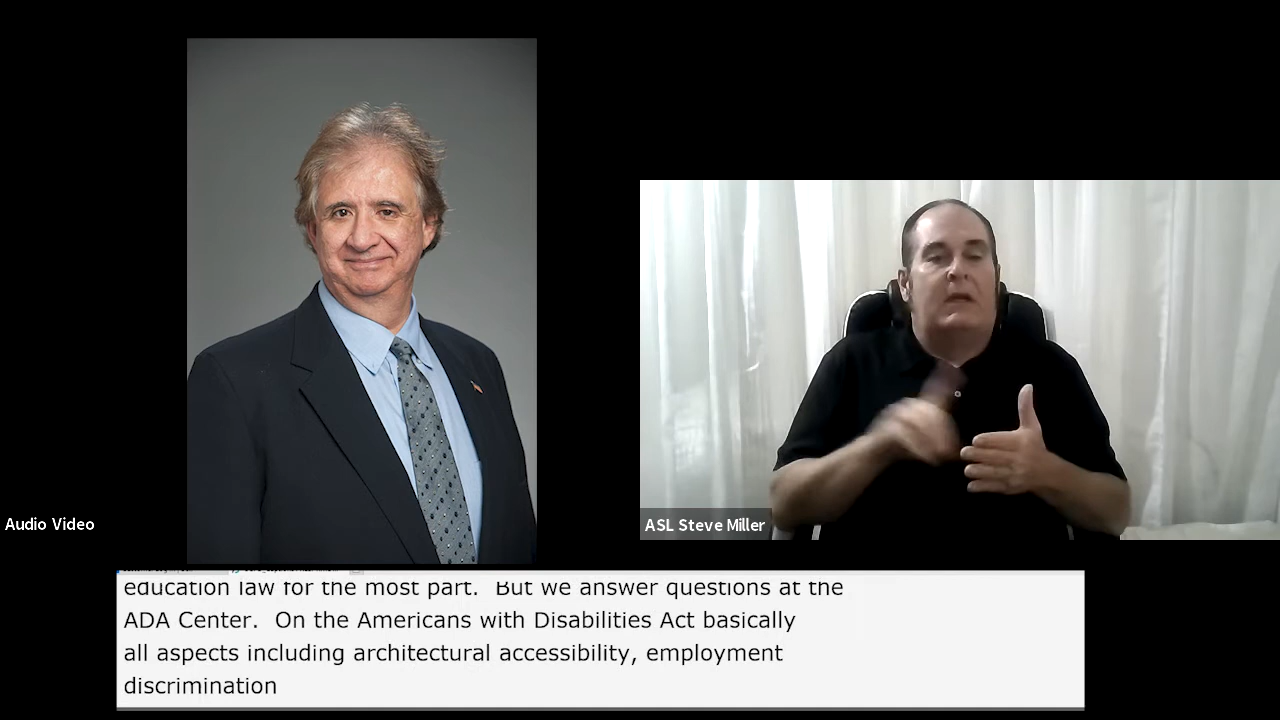 Audio Video
ASL Steve Miller
education law for the most part.  But we answer questions at the
ADA Center.  On the Americans with Disabilities Act basically
all aspects including architectural accessibility, employment
discrimination